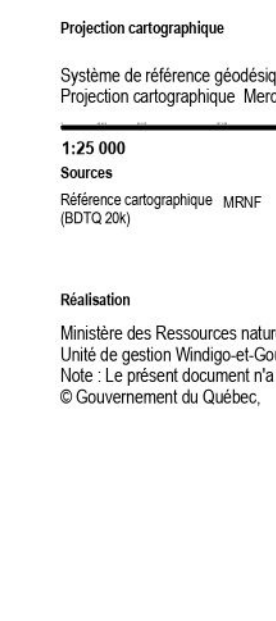 Projection cartographique
Système de référence géodésiq
Projection cartographique Merc
1:25 000
Sources
Référence cartographique MRNF
(BDTQ 20k)
Réalisation
Ministère des Ressources natur
Unité de gestion Windigo-et-Gou
Note : Le présent document n'a
© Gouvernement du Québec,